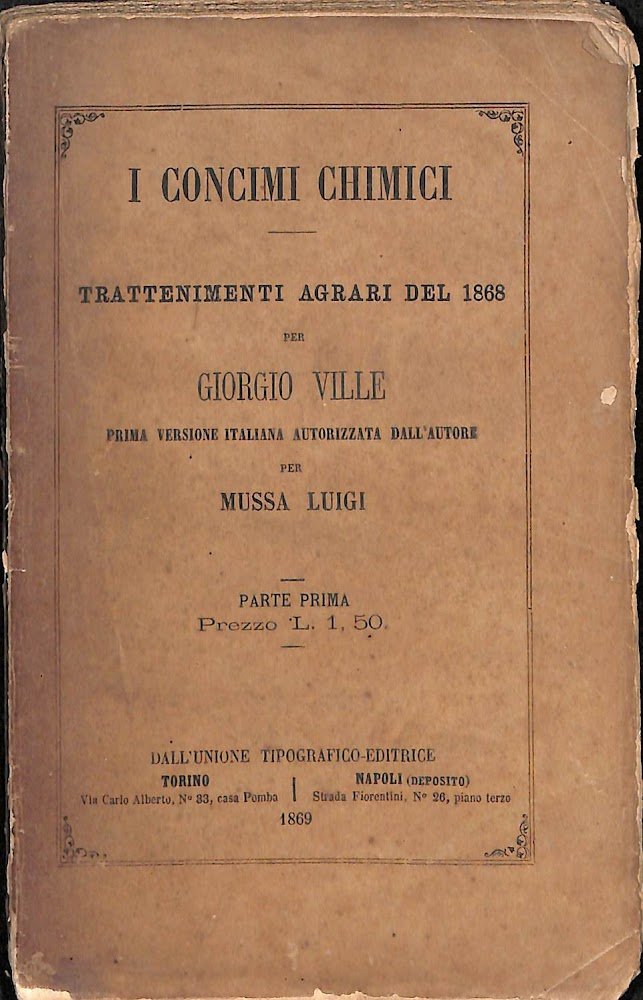 I CONCIMI CHIMICI
TRATTENIMENTI AGRARI DEL 1868
PER
GIORGIO VILLE
PRIMA VERSIONE ITALIANA AUTORIZZATA DALL'AUTORE
PER
MUSSA LUIGI
PARTE PRIMA
Prezzo L. 1, 50.
DALL'UNIONE TIPOGRAFICO-EDITRICE
TORINO
Via Carlo Alberto, Nº 33, casa Pomba
NAPOLI (DEPOSITO)
Strada Fiorentini, Nº 26, piano terzo
1869